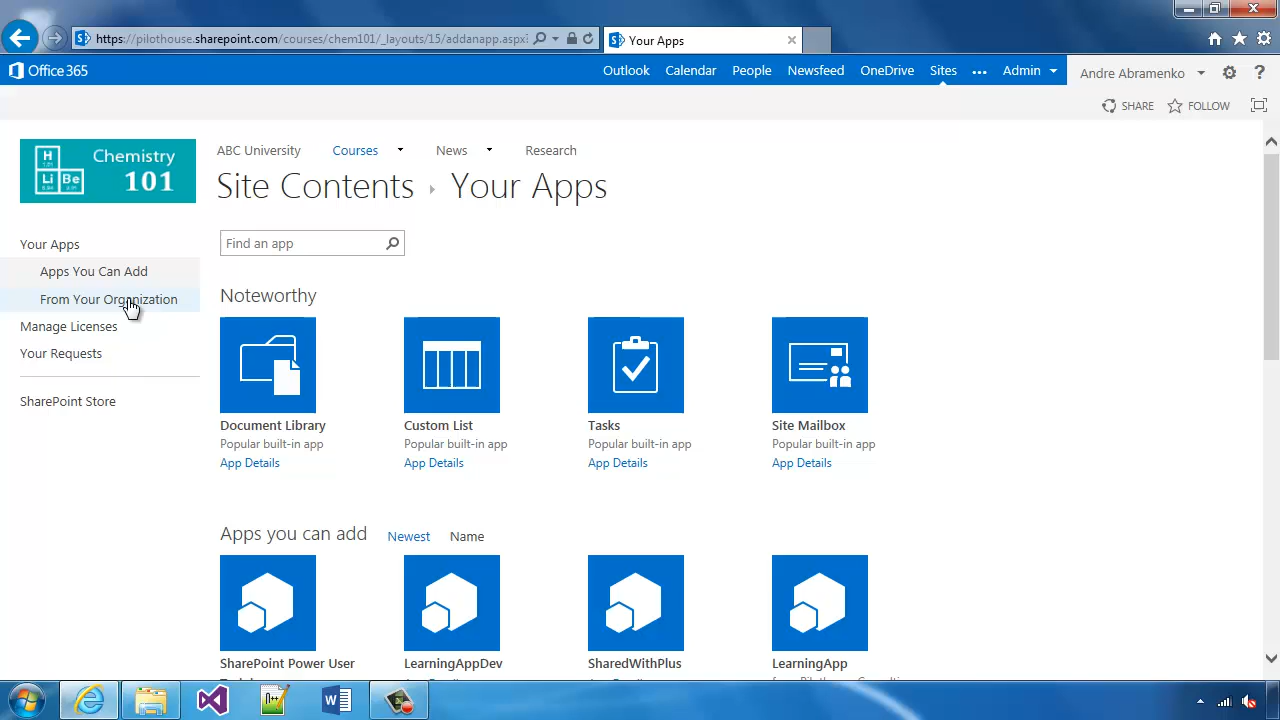 https://pilothouse.sharepoint.com/courses/chem101/_layouts/15/addanapp.aspx
Your Apps
Office 365
Outlook Calendar People Newsfeed OneDrive Sites ••• Admin
Andre Abramenko
?
SHARE FOLLOW
H
1.01
Li Be
Chemistry
101
ABC University Courses News Research
Site Contents Your Apps
Find an app
Your Apps
Apps You Can Add
From Your Organization
Manage Licenses
Your Requests
SharePoint Store
Noteworthy
Document Library
Popular built-in app
App Details
Custom List
Popular built-in app
App Details
Tasks
Popular built-in app
App Details
Site Mailbox
Popular built-in app
App Details
Apps you can add Newest Name
SharePoint Power User
LearningAppDev
SharedWithPlus
LearningApp